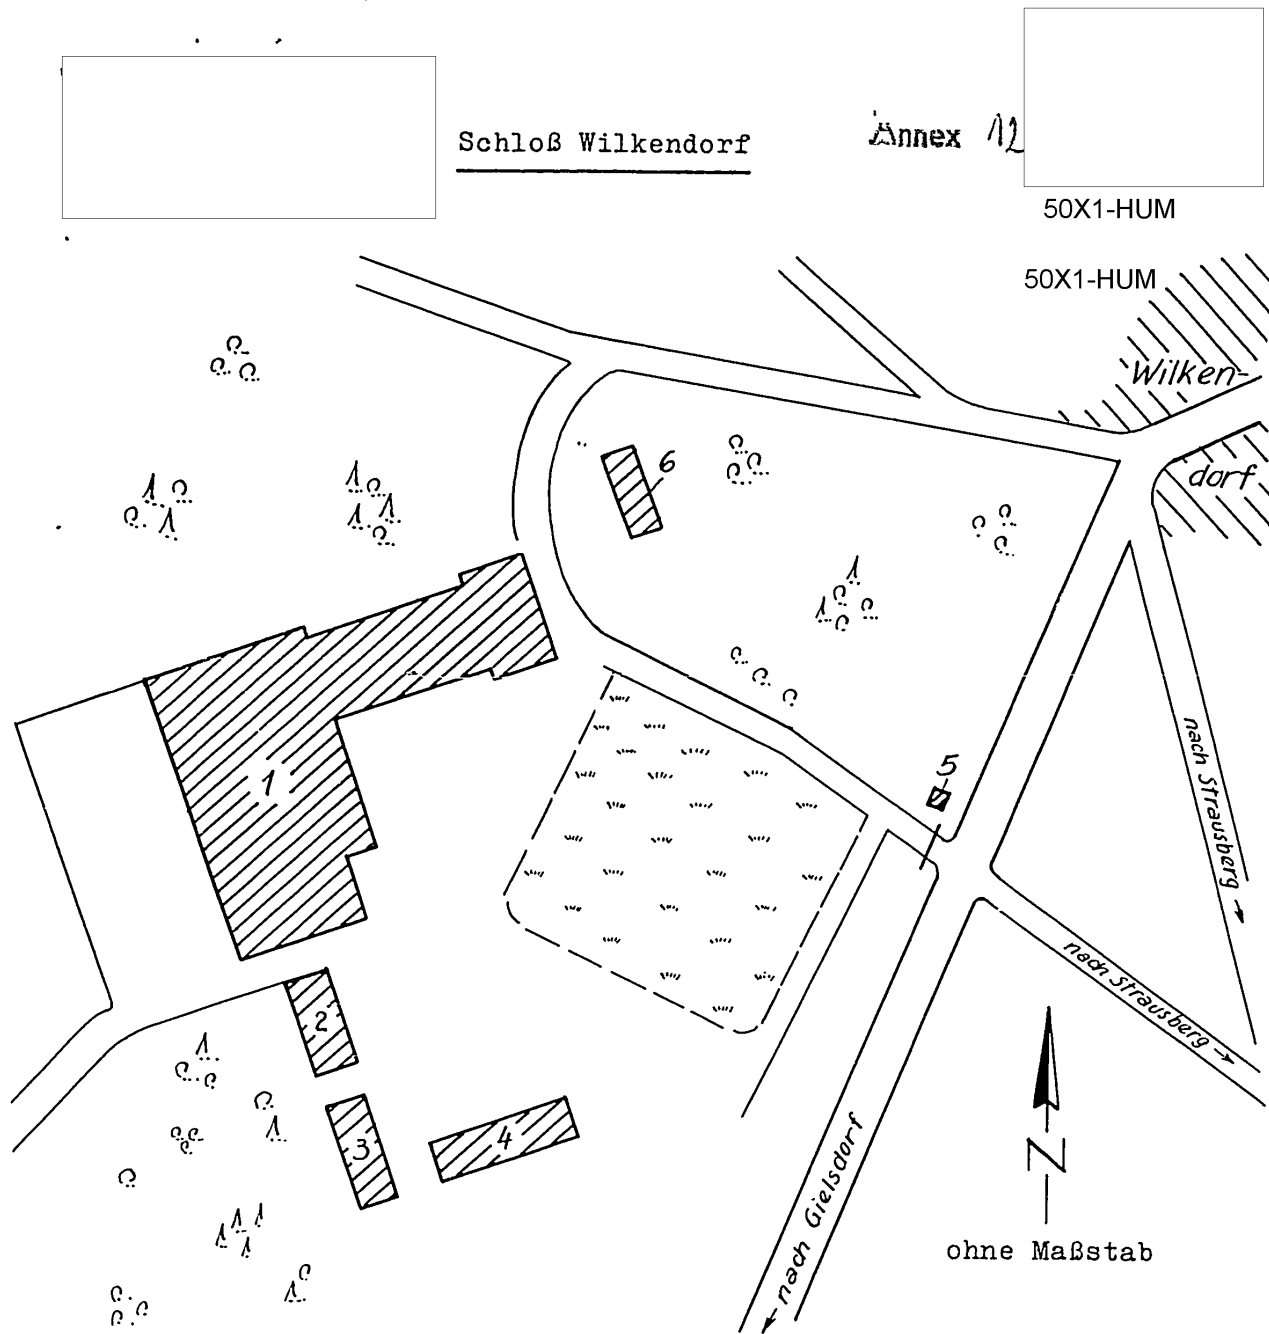 Schloß Wilkendorf
Annex 12
50X1-HUM
50X1-HUM
Wilken-
dorf
6
5
1
2
3
4
nach Strausberg
nach Strausberg
nach Gielsdorf
N
ohne Maßstab